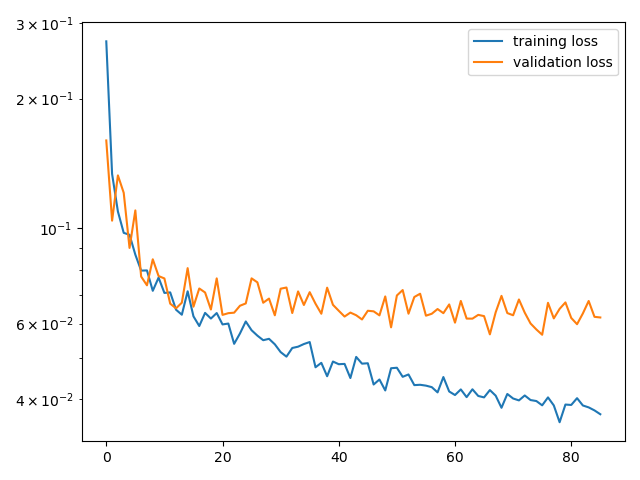 3 × 10⁻¹
2 × 10⁻¹
10⁻¹
6 × 10⁻²
4 × 10⁻²
0 20 40 60 80
training loss
validation loss